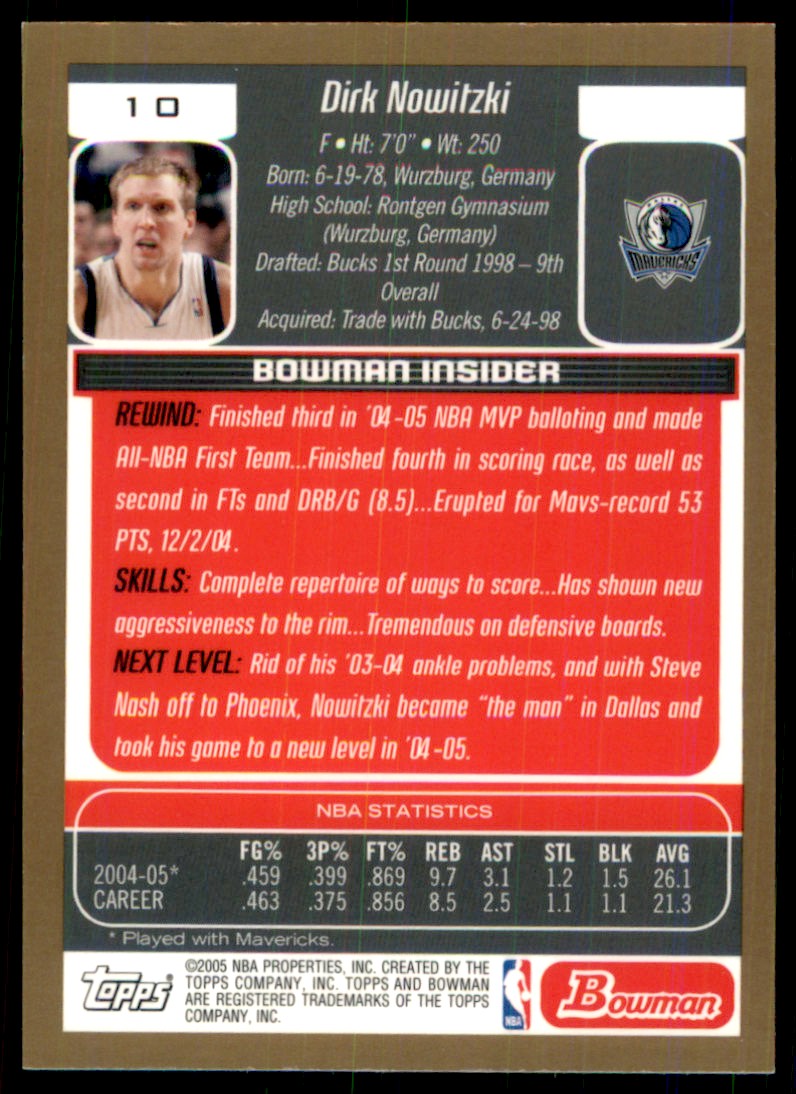 10
Dirk Nowitzki
F • Ht: 7'0" • Wt: 250
Born: 6-19-78, Wurzburg, Germany
High School: Rontgen Gymnasium
(Wurzburg, Germany)
Drafted: Bucks 1st Round 1998 – 9th
Overall
Acquired: Trade with Bucks, 6-24-98
MAVERICKS
BOWMAN INSIDER
REWIND: Finished third in '04-05 NBA MVP balloting and made
All-NBA First Team...Finished fourth in scoring race, as well as
second in FTs and DRB/G (8.5)...Erupted for Mavs-record 53
PTS, 12/2/04.
SKILLS: Complete repertoire of ways to score...Has shown new
aggressiveness to the rim...Tremendous on defensive boards.
NEXT LEVEL: Rid of his '03-04 ankle problems, and with Steve
Nash off to Phoenix, Nowitzki became "the man" in Dallas and
took his game to a new level in '04-05.
NBA STATISTICS
FG% 3P% FT% REB AST STL BLK AVG
2004-05* .459 .399 .869 9.7 3.1 1.2 1.5 26.1
CAREER .463 .375 .856 8.5 2.5 1.1 1.1 21.3
* Played with Mavericks.
Topps®
©2005 NBA PROPERTIES, INC. CREATED BY THE
TOPPS COMPANY, INC. TOPPS AND BOWMAN
ARE REGISTERED TRADEMARKS OF THE TOPPS
COMPANY, INC.
NBA
Bowman